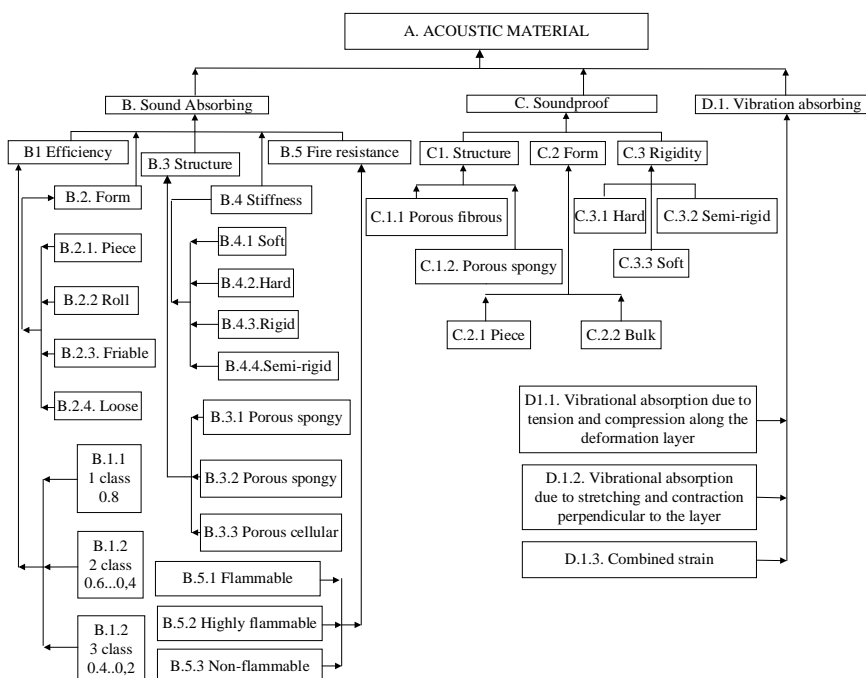 A. ACOUSTIC MATERIAL
B. Sound Absorbing
C. Soundproof
D.1. Vibration absorbing
B1 Efficiency
B.3 Structure
B.5 Fire resistance
C1. Structure
C.2 Form
C.3 Rigidity
B.2. Form
B.4 Stiffness
C.1.1 Porous fibrous
C.3.1 Hard
C.3.2 Semi-rigid
B.2.1. Piece
B.4.1 Soft
C.1.2. Porous spongy
C.3.3 Soft
B.2.2 Roll
B.4.2.Hard
B.4.3.Rigid
C.2.1 Piece
C.2.2 Bulk
B.2.3. Friable
B.4.4.Semi-rigid
B.2.4. Loose
B.3.1 Porous spongy
D1.1. Vibrational absorption due to
tension and compression along the
deformation layer
B.1.1
1 class
0.8
B.3.2 Porous spongy
D.1.2. Vibrational absorption
due to stretching and contraction
perpendicular to the layer
B.3.3 Porous cellular
B.1.2
2 class
0.6...0,4
D.1.3. Combined strain
B.5.1 Flammable
B.5.2 Highly flammable
B.1.2
3 class
0.4..0,2
B.5.3 Non-flammable